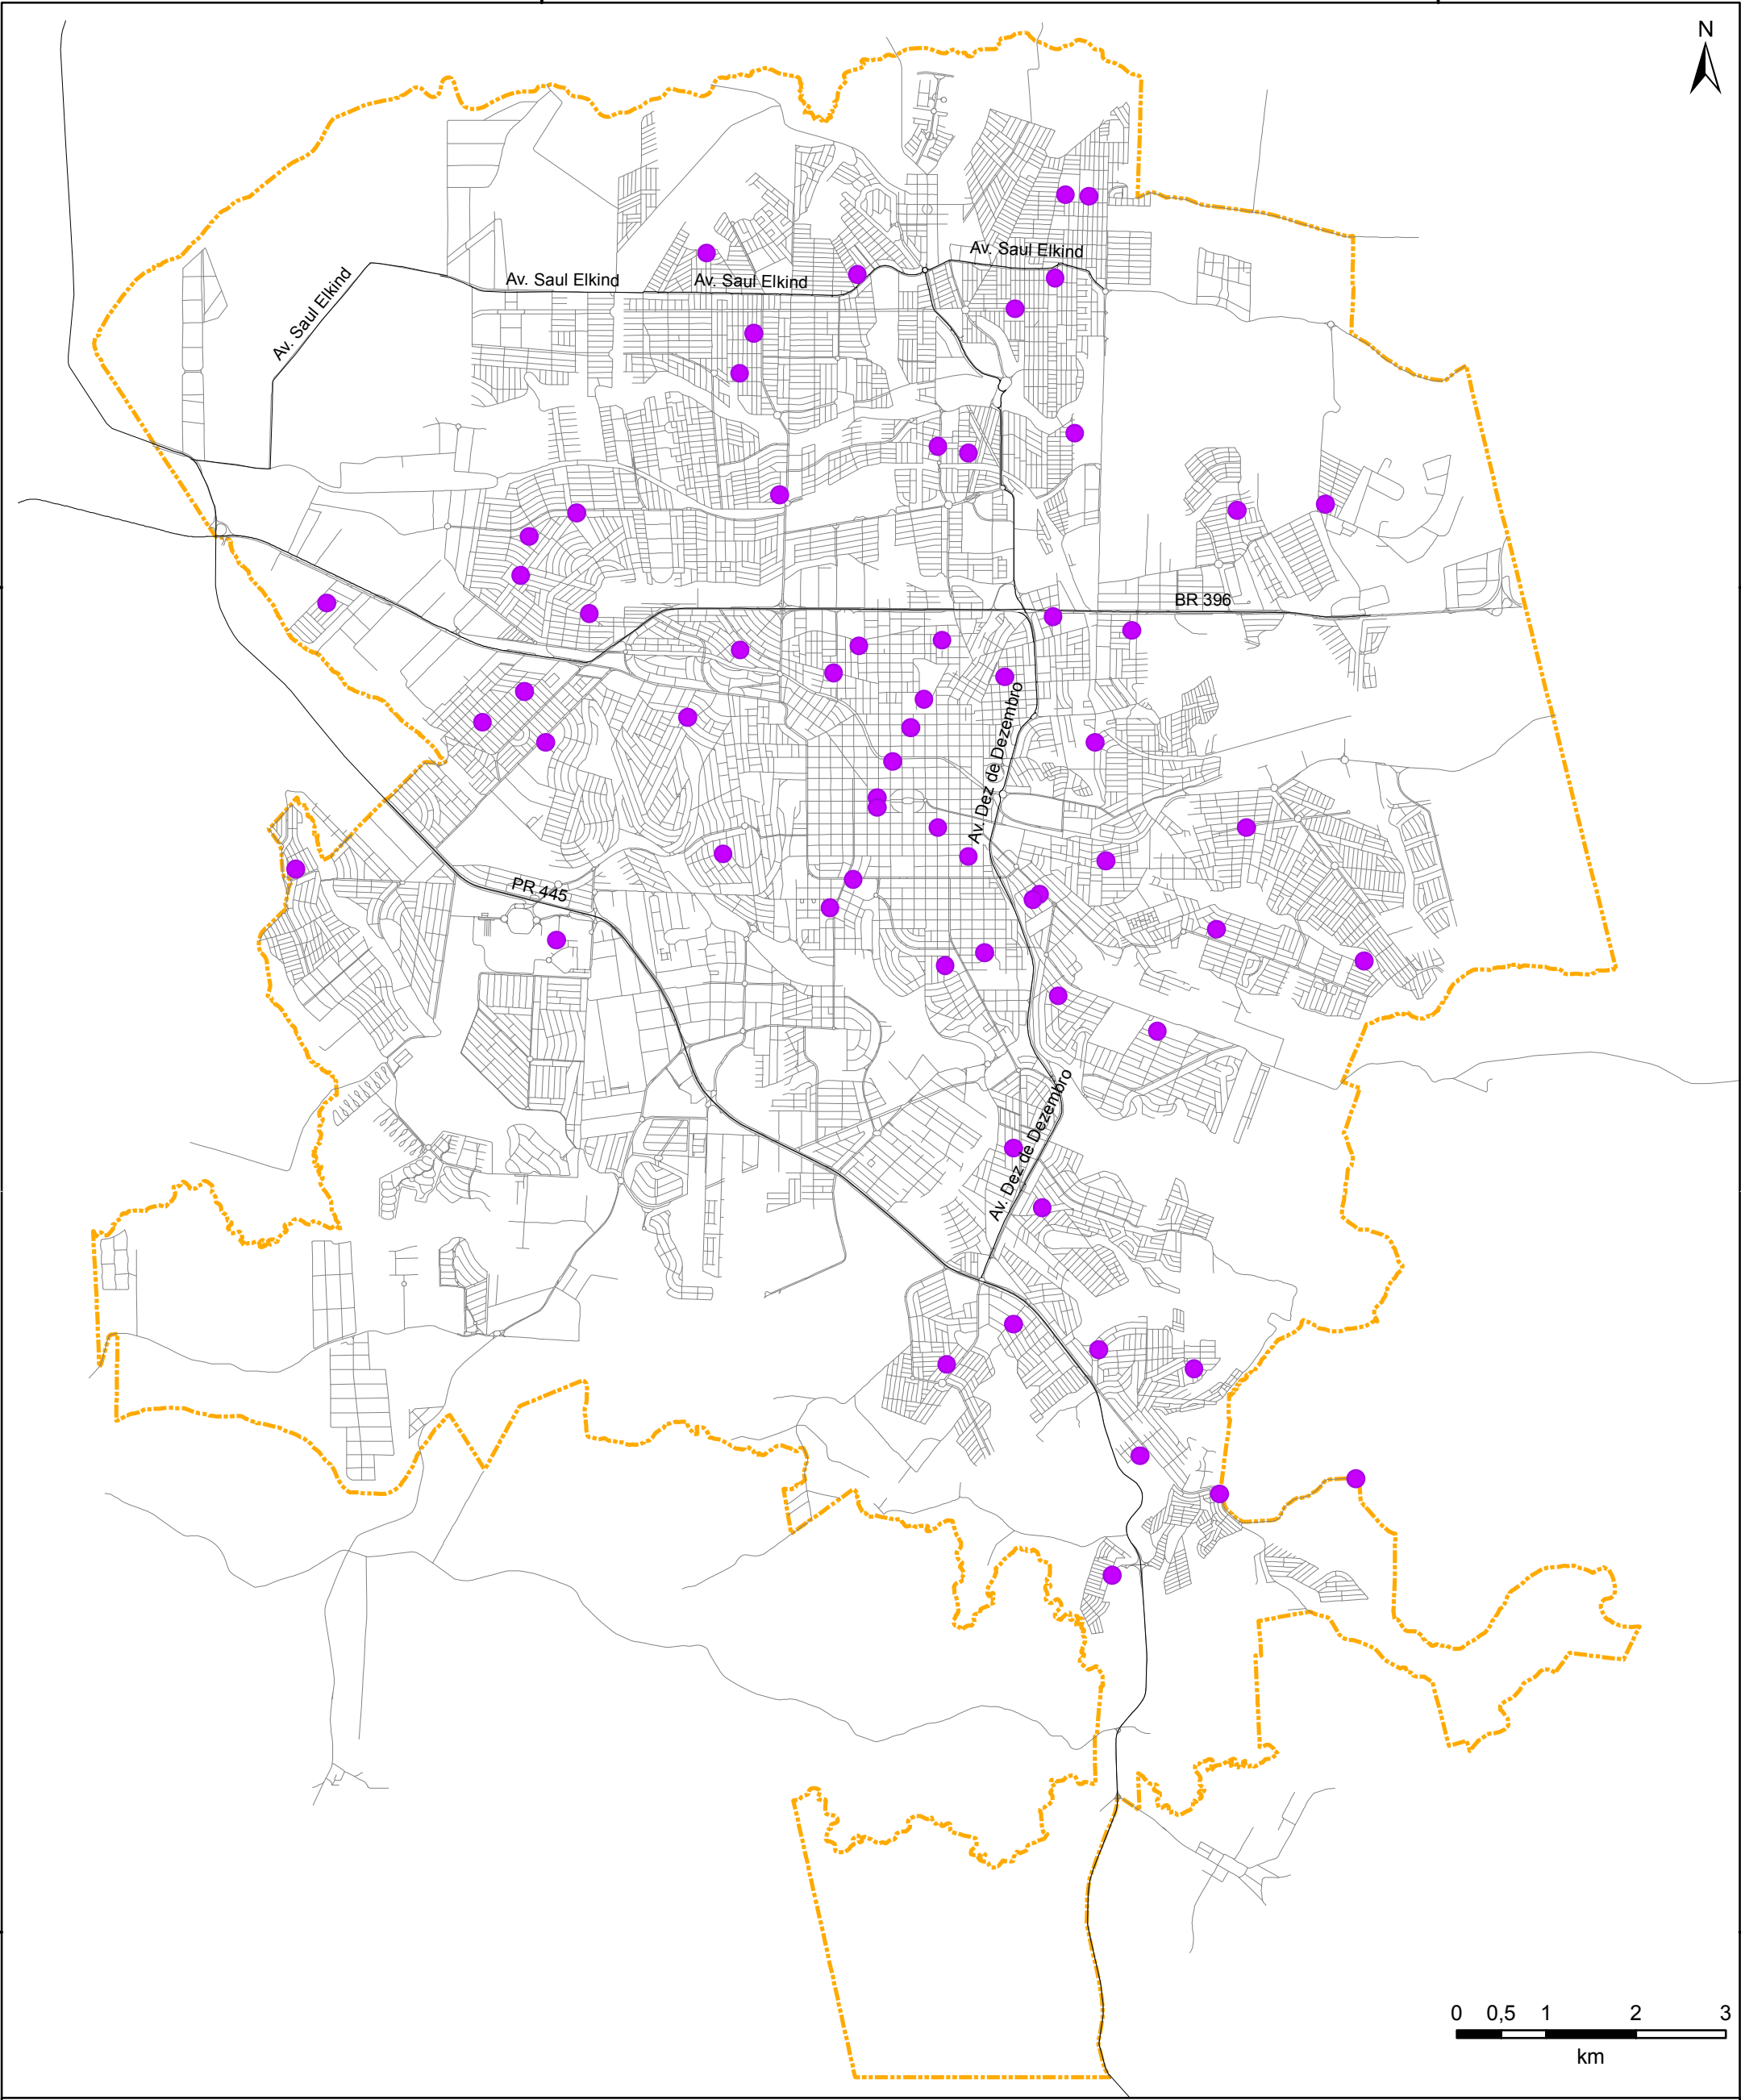 N
Av. Saul Elkind
Av. Saul Elkind
Av. Saul Elkind
Av. Saul Elkind
BR 396
Av. Dez de Dezembro
PR 445
Av. Dez de Dezembro
0 0,5 1 2 3
km